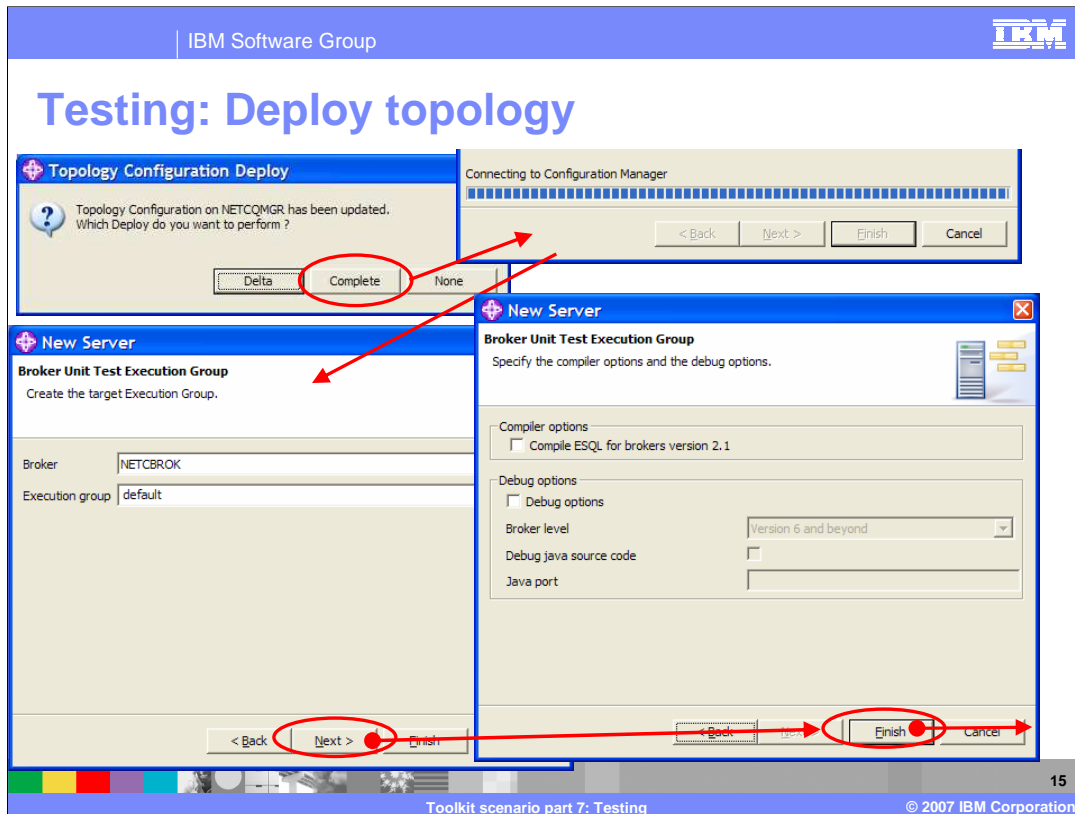 IBM Software Group
IBM
Testing: Deploy topology
Topology Configuration Deploy
Topology Configuration on NETCQMGR has been updated.
Which Deploy do you want to perform ?
Delta
Complete
None
Connecting to Configuration Manager
< Back
Next >
Finish
Cancel
New Server
Broker Unit Test Execution Group
Create the target Execution Group.
Broker
NETCBROK
Execution group
default
< Back
Next >
Finish
New Server
Broker Unit Test Execution Group
Specify the compiler options and the debug options.
Compiler options
Compile ESQL for brokers version 2.1
Debug options
Debug options
Broker level
Version 6 and beyond
Debug java source code
Java port
< Back
Next >
Finish
Cancel
15
Toolkit scenario part 7: Testing
© 2007 IBM Corporation